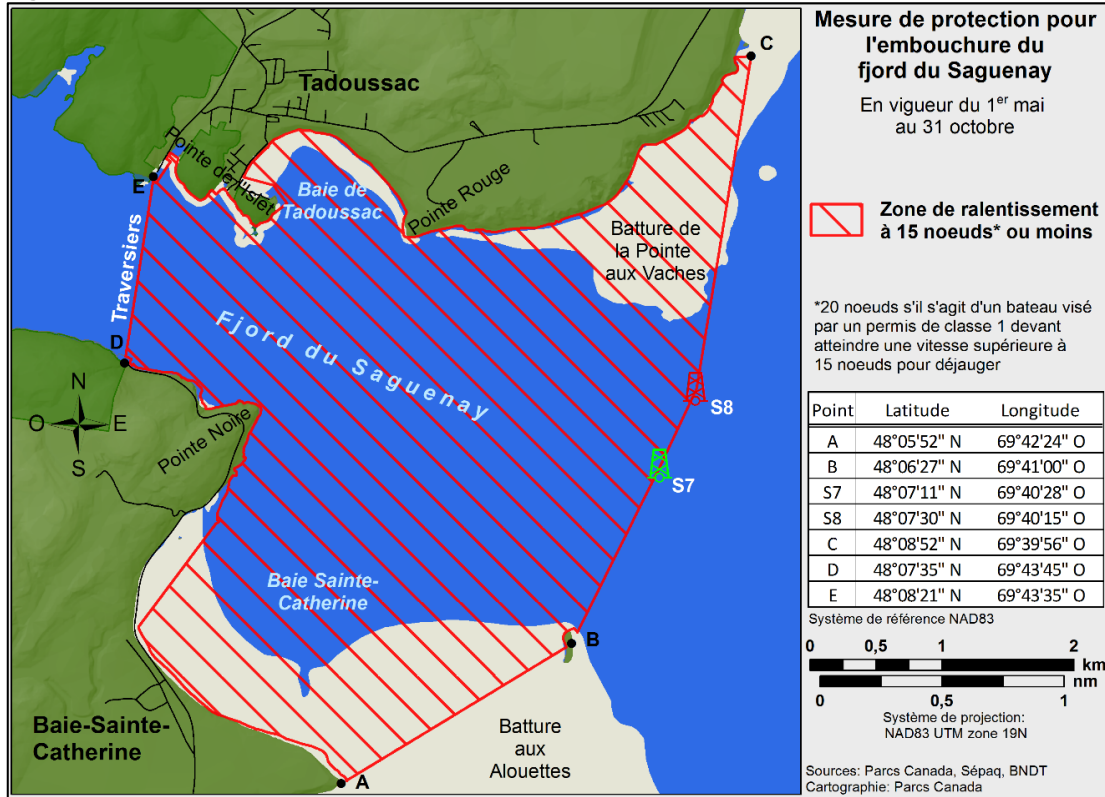 Mesure de protection pour
l'embouchure du
fjord du Saguenay
En vigueur du 1er mai
au 31 octobre
Zone de ralentissement
à 15 noeuds* ou moins
*20 noeuds s'il s'agit d'un bateau visé
par un permis de classe 1 devant
atteindre une vitesse supérieure à
15 noeuds pour déjauger
Point Latitude Longitude
A 48°05'52" N 69°42'24" O
B 48°06'27" N 69°41'00" O
S7 48°07'11" N 69°40'28" O
S8 48°07'30" N 69°40'15" O
C 48°08'52" N 69°39'56" O
D 48°07'35" N 69°43'45" O
E 48°08'21" N 69°43'35" O
Système de référence NAD83
0 0,5 1 2
km
nm
0 0,5 1
Système de projection:
NAD83 UTM zone 19N
Sources: Parcs Canada, Sépaq, BNDT
Cartographie: Parcs Canada
C
Tadoussac
Pointe de l'Islet
E
Baie de
Tadoussac
Pointe Rouge
Batture de
la Pointe
aux Vaches
Traversiers
D
Fjord du Saguenay
S8
N
O E
S
Pointe Noire
S7
Baie Sainte-
Catherine
B
Baie-Sainte-
Catherine
Batture
aux
Alouettes
A